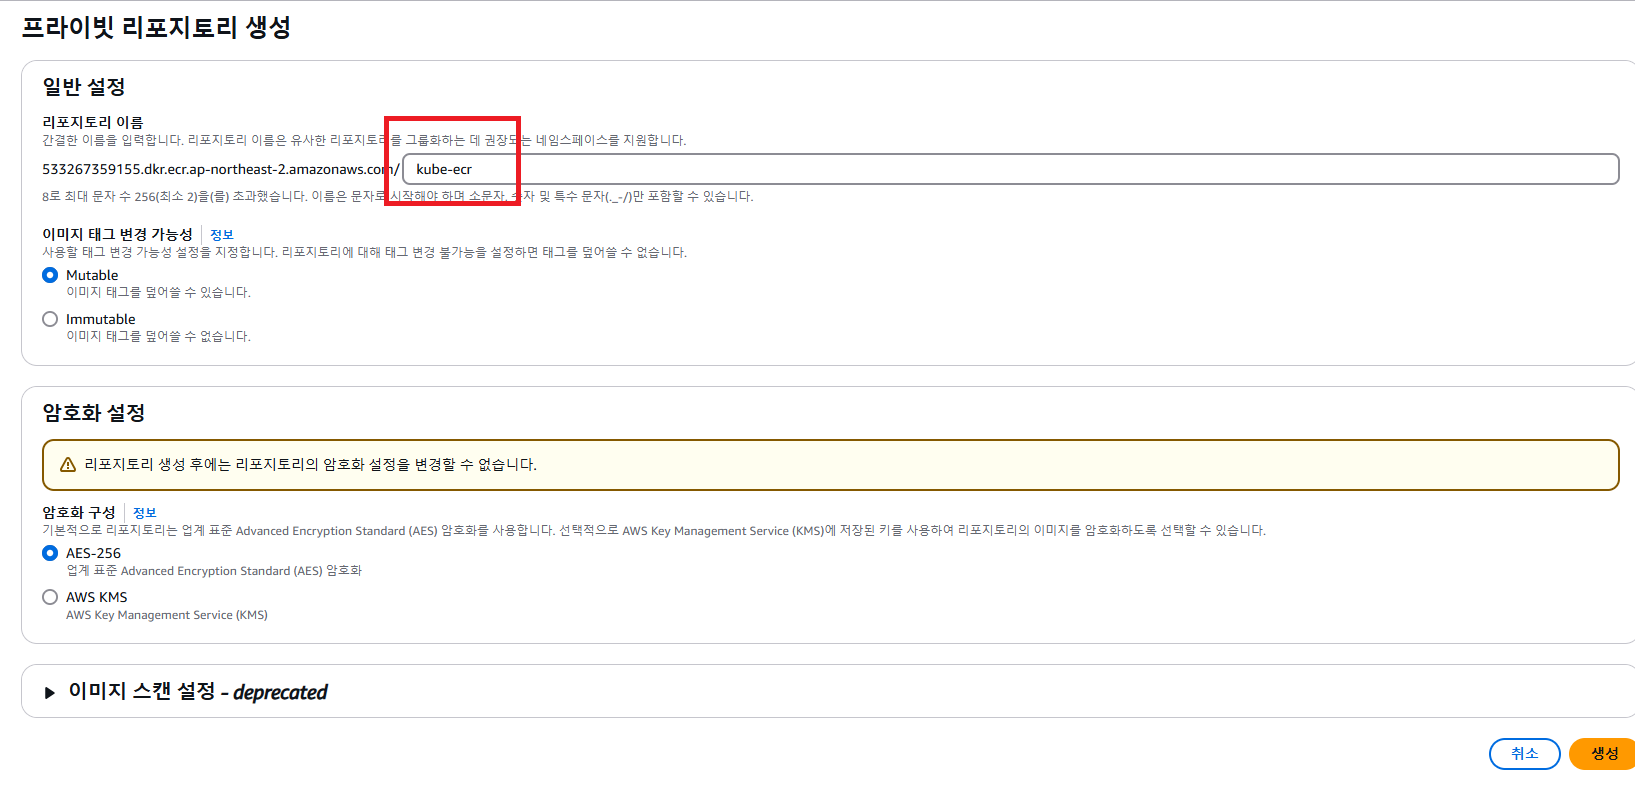 프라이빗 리포지토리 생성
일반 설정
리포지토리 이름
간결한 이름을 입력합니다. 리포지토리 이름은 유사한 리포지토리를 그룹화하는 데 권장되는 네임스페이스를 지원합니다.
533267359155.dkr.ecr.ap-northeast-2.amazonaws.com/ kube-ecr
8로 최대 문자 수 256(최소 2)을(를) 초과했습니다. 이름은 문자로 시작해야 하며 소문자, 숫자 및 특수 문자(._-/)만 포함할 수 있습니다.
이미지 태그 변경 가능성 정보
사용할 태그 변경 가능성 설정을 지정합니다. 리포지토리에 대해 태그 변경 불가능을 설정하면 태그를 덮어쓸 수 없습니다.
Mutable
이미지 태그를 덮어쓸 수 있습니다.
Immutable
이미지 태그를 덮어쓸 수 없습니다.
암호화 설정
리포지토리 생성 후에는 리포지토리의 암호화 설정을 변경할 수 없습니다.
암호화 구성 정보
기본적으로 리포지토리는 업계 표준 Advanced Encryption Standard (AES) 암호화를 사용합니다. 선택적으로 AWS Key Management Service (KMS)에 저장된 키를 사용하여 리포지토리의 이미지를 암호화하도록 선택할 수 있습니다.
AES-256
업계 표준 Advanced Encryption Standard (AES) 암호화
AWS KMS
AWS Key Management Service (KMS)
이미지 스캔 설정 - deprecated
취소 생성